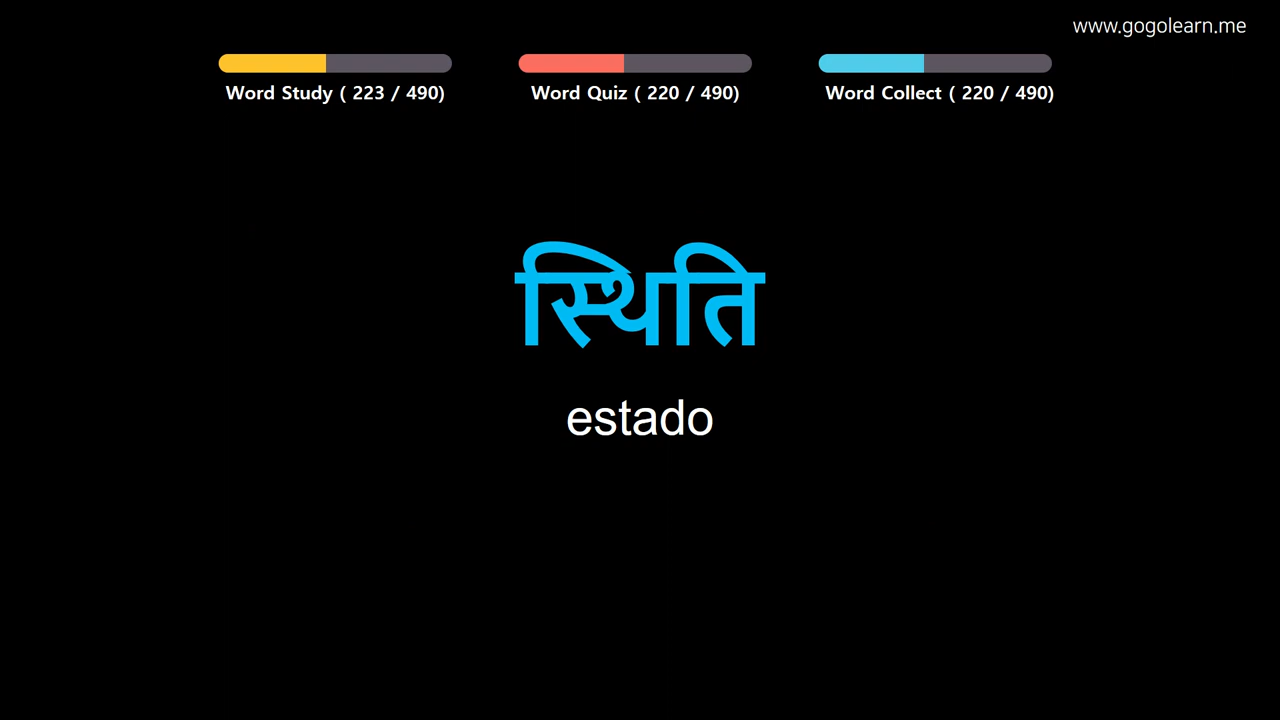 www.gogolearn.me
Word Study ( 223 / 490)
Word Quiz ( 220 / 490)
Word Collect ( 220 / 490)
स्थिति
estado